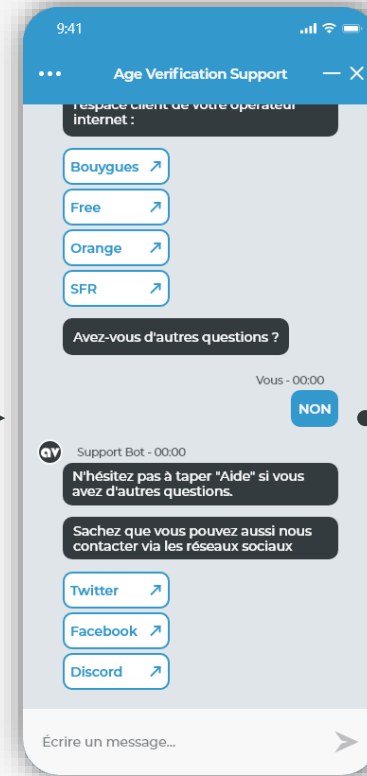 9:41
Age Verification Support
l'espace client de votre opérateur
internet :
Bouygues
Free
Orange
SFR
Avez-vous d'autres questions ?
Vous - 00:00
NON
av
Support Bot - 00:00
N'hésitez pas à taper "Aide" si vous
avez d'autres questions.
Sachez que vous pouvez aussi nous
contacter via les réseaux sociaux
Twitter
Facebook
Discord
Écrire un message...